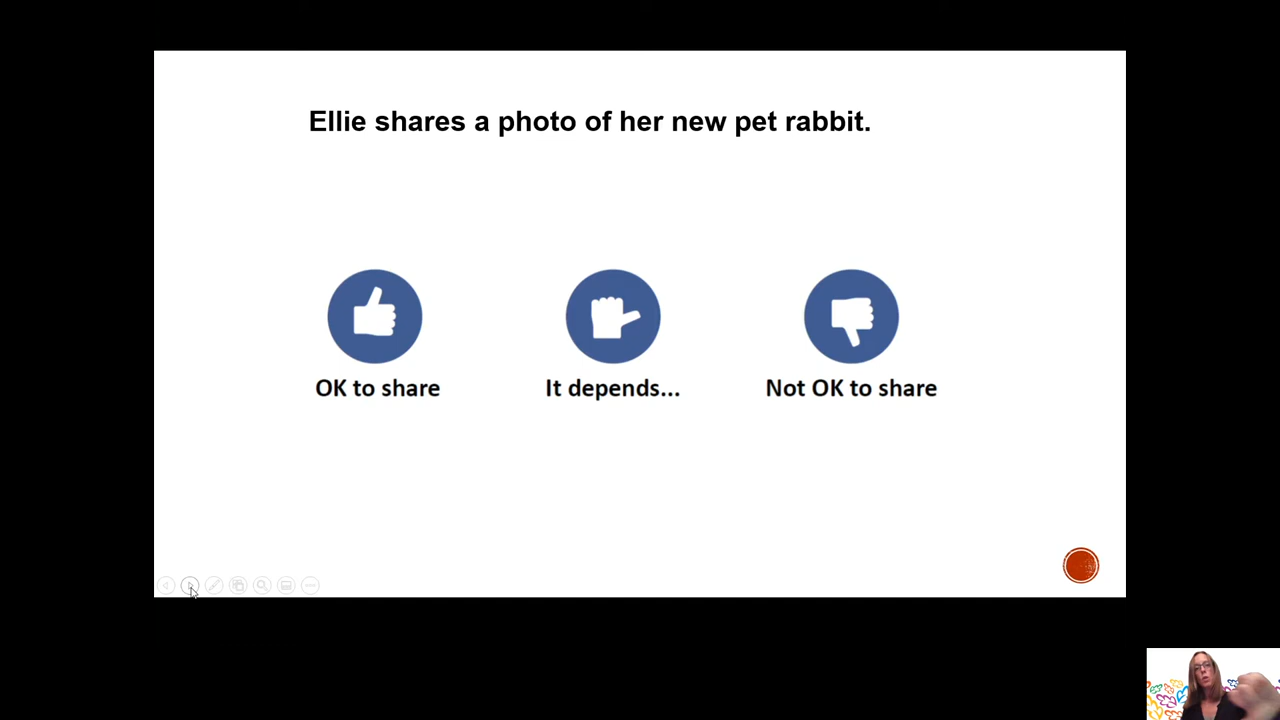 Ellie shares a photo of her new pet rabbit.
OK to share
It depends...
Not OK to share